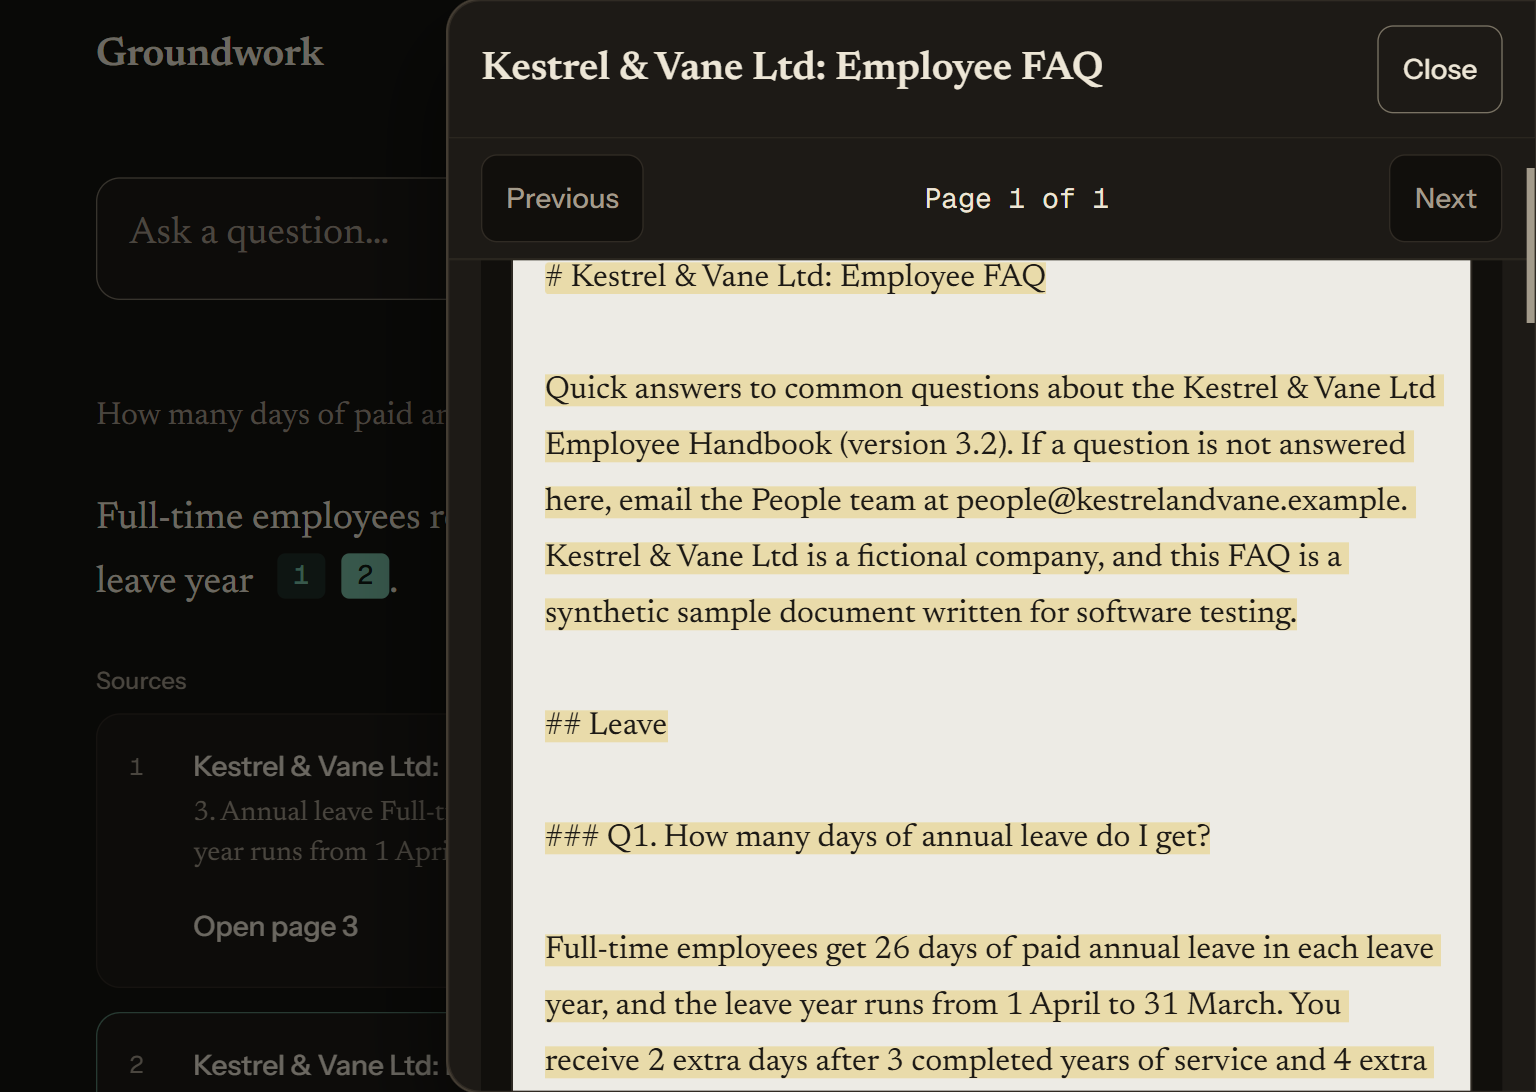 Groundwork
Ask a question...
How many days of paid
Full-time employees
leave year 1 2.
Sources
1 Kestrel & Vane Ltd:
3. Annual leave
year runs from 1
Open page 3
2 Kestrel & Vane Ltd:
Kestrel & Vane Ltd: Employee FAQ
Close
Previous
Page 1 of 1
Next
# Kestrel & Vane Ltd: Employee FAQ
Quick answers to common questions about the Kestrel & Vane Ltd
Employee Handbook (version 3.2). If a question is not answered
here, email the People team at people@kestrelandvane.example.
Kestrel & Vane Ltd is a fictional company, and this FAQ is a
synthetic sample document written for software testing.
## Leave
### Q1. How many days of annual leave do I get?
Full-time employees get 26 days of paid annual leave in each leave
year, and the leave year runs from 1 April to 31 March. You
receive 2 extra days after 3 completed years of service and 4 extra